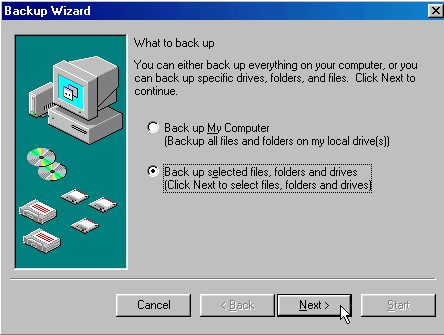 Backup Wizard
What to back up
You can either back up everything on your computer, or you
can back up specific drives, folders, and files. Click Next to
continue.
Back up My Computer
(Backup all files and folders on my local drive(s))
Back up selected files, folders and drives
(Click Next to select files, folders and drives)
Cancel
< Back
Next >
Start